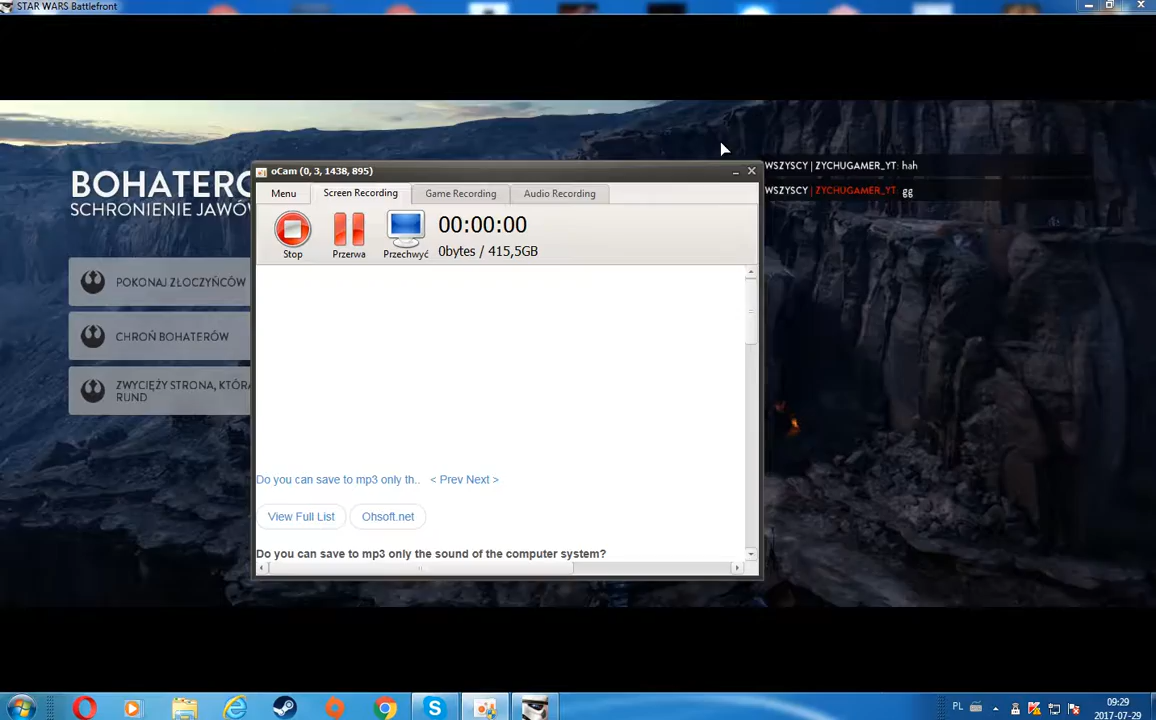 STAR WARS Battlefront
BOHATERO
SCHRONIENIE JAWÓW
POKONAJ ZŁOCZYŃCÓW
CHROŃ BOHATERÓW
ZWYCIĘŻY STRONA, KTÓRA
RUND
WSZYSCY | ZYCHUGAMER_YT: hah
WSZYSCY | ZYCHUGAMER_YT: gg
oCam (0, 3, 1438, 895)
Menu Screen Recording Game Recording Audio Recording
00:00:00
0bytes / 415,5GB
Stop Przerwa Przechwyć
Do you can save to mp3 only th.. < Prev Next >
View Full List Ohsoft.net
Do you can save to mp3 only the sound of the computer system?
PL
09:29
2017-07-29